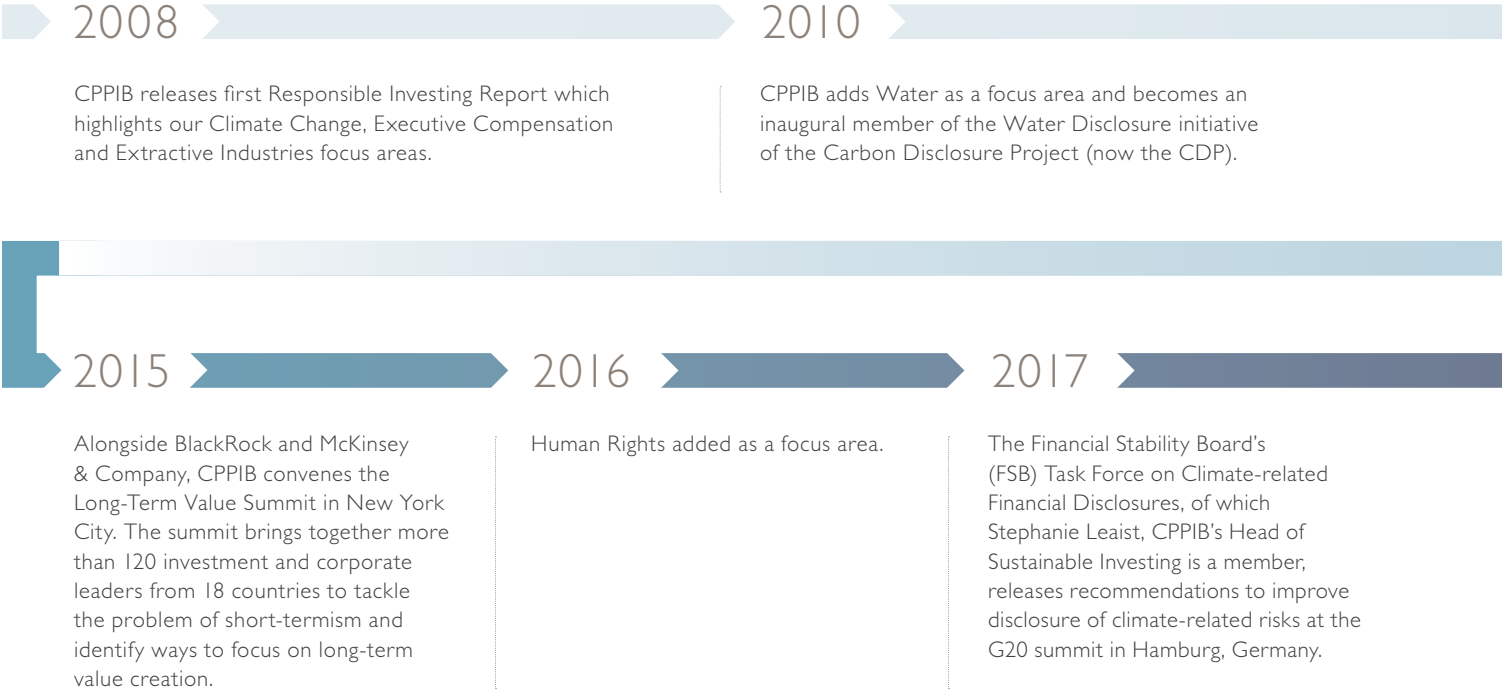 2008
CPPIB releases first Responsible Investing Report which
highlights our Climate Change, Executive Compensation
and Extractive Industries focus areas.
2010
CPPIB adds Water as a focus area and becomes an
inaugural member of the Water Disclosure initiative
of the Carbon Disclosure Project (now the CDP).
2015
Alongside BlackRock and McKinsey
& Company, CPPIB convenes the
Long-Term Value Summit in New York
City. The summit brings together more
than 120 investment and corporate
leaders from 18 countries to tackle
the problem of short-termism and
identify ways to focus on long-term
value creation.
2016
Human Rights added as a focus area.
2017
The Financial Stability Board’s
(FSB) Task Force on Climate-related
Financial Disclosures, of which
Stephanie Leaist, CPPIB’s Head of
Sustainable Investing is a member,
releases recommendations to improve
disclosure of climate-related risks at the
G20 summit in Hamburg, Germany.